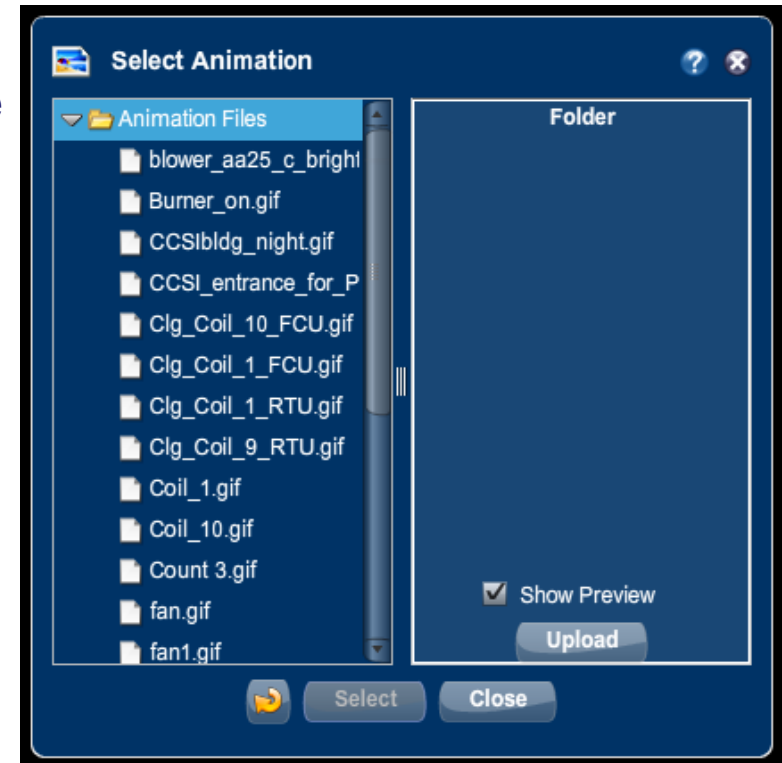 Select Animation
Animation Files
blower_aa25_c_bright
Burner_on.gif
CCSIbldg_night.gif
CCSI_entrance_for_P
Clg_Coil_10_FCU.gif
Clg_Coil_1_FCU.gif
Clg_Coil_1_RTU.gif
Clg_Coil_9_RTU.gif
Coil_1.gif
Coil_10.gif
Count 3.gif
fan.gif
fan1.gif
Folder
Show Preview
Upload
Select
Close